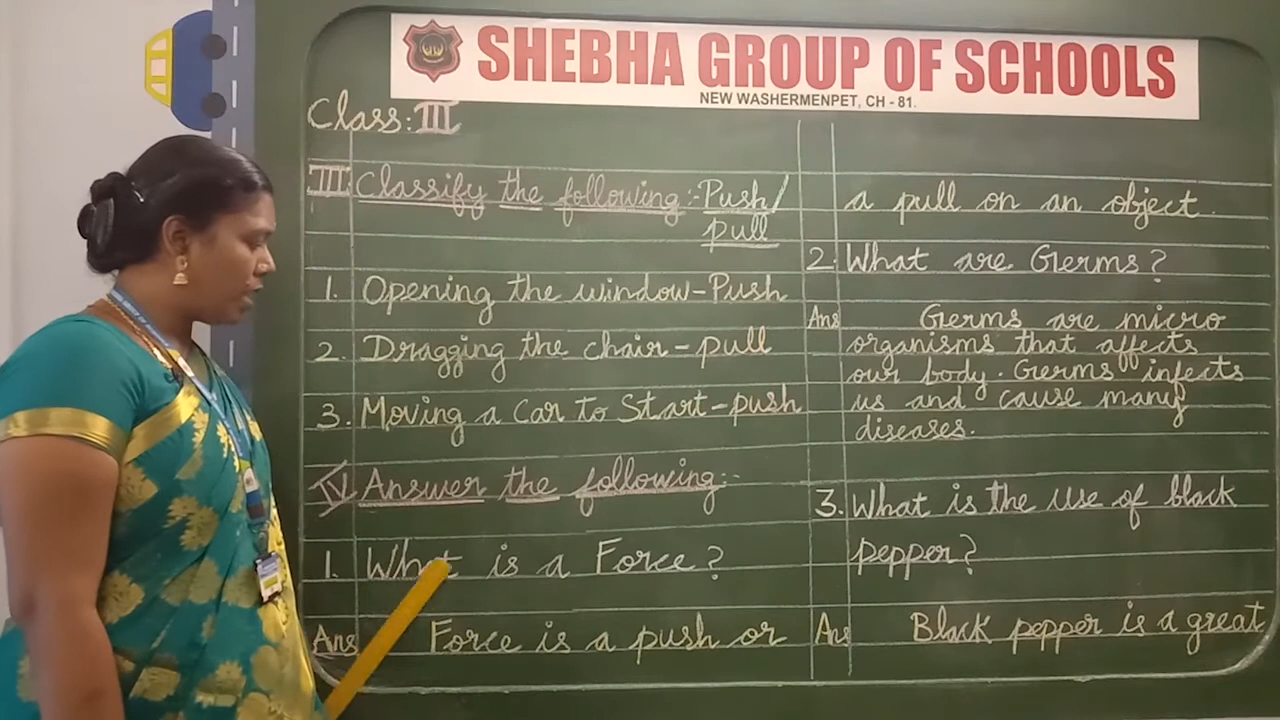 SHEBHA GROUP OF SCHOOLS
NEW WASHERMENPET, CH - 81.
Class: III
III. Classify the following:- Push/
pull
1. Opening the window - Push
2. Dragging the chair - pull
3. Moving a Car to Start - push
IV Answer the following:-
1. What is a Force?
Ans Force is a push or
a pull on an object.
2. What are Germs?
Ans Germs are micro
organisms that affects
our body. Germs infects
us and cause many
diseases.
3. What is the use of black
pepper?
Ans Black pepper is a great